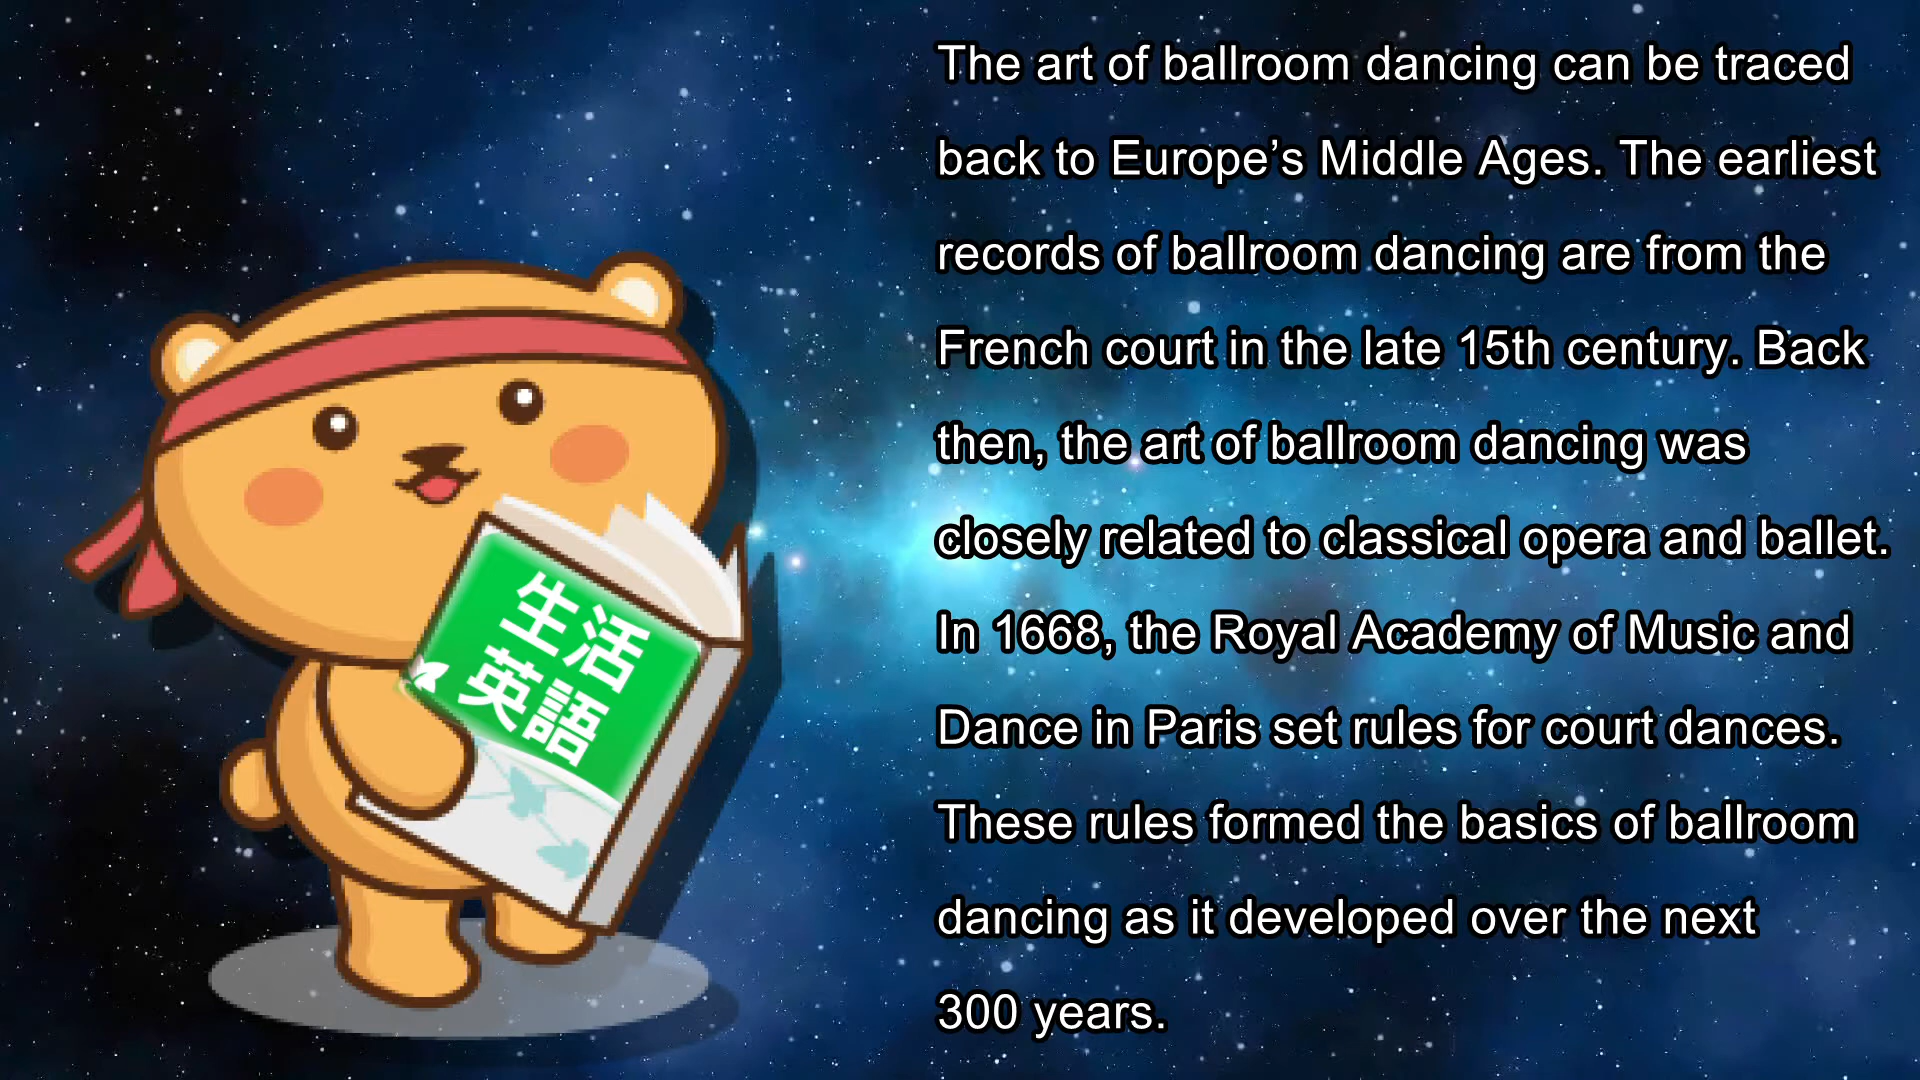 生活
英語
The art of ballroom dancing can be traced
back to Europe’s Middle Ages. The earliest
records of ballroom dancing are from the
French court in the late 15th century. Back
then, the art of ballroom dancing was
closely related to classical opera and ballet.
In 1668, the Royal Academy of Music and
Dance in Paris set rules for court dances.
These rules formed the basics of ballroom
dancing as it developed over the next
300 years.